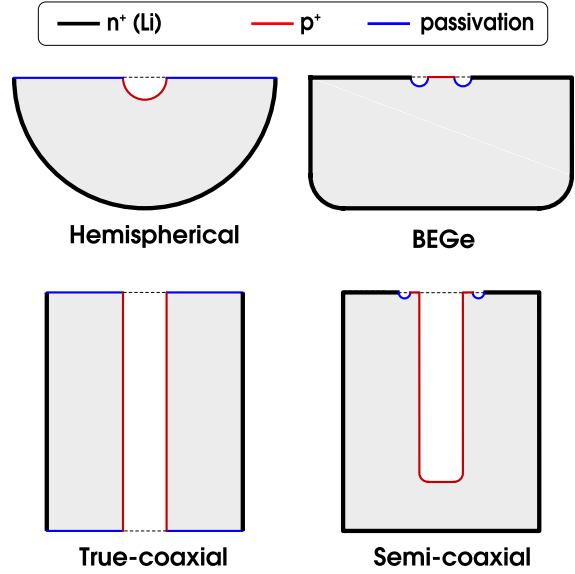 n⁺ (Li) p⁺ passivation
Hemispherical BEGe
True-coaxial Semi-coaxial